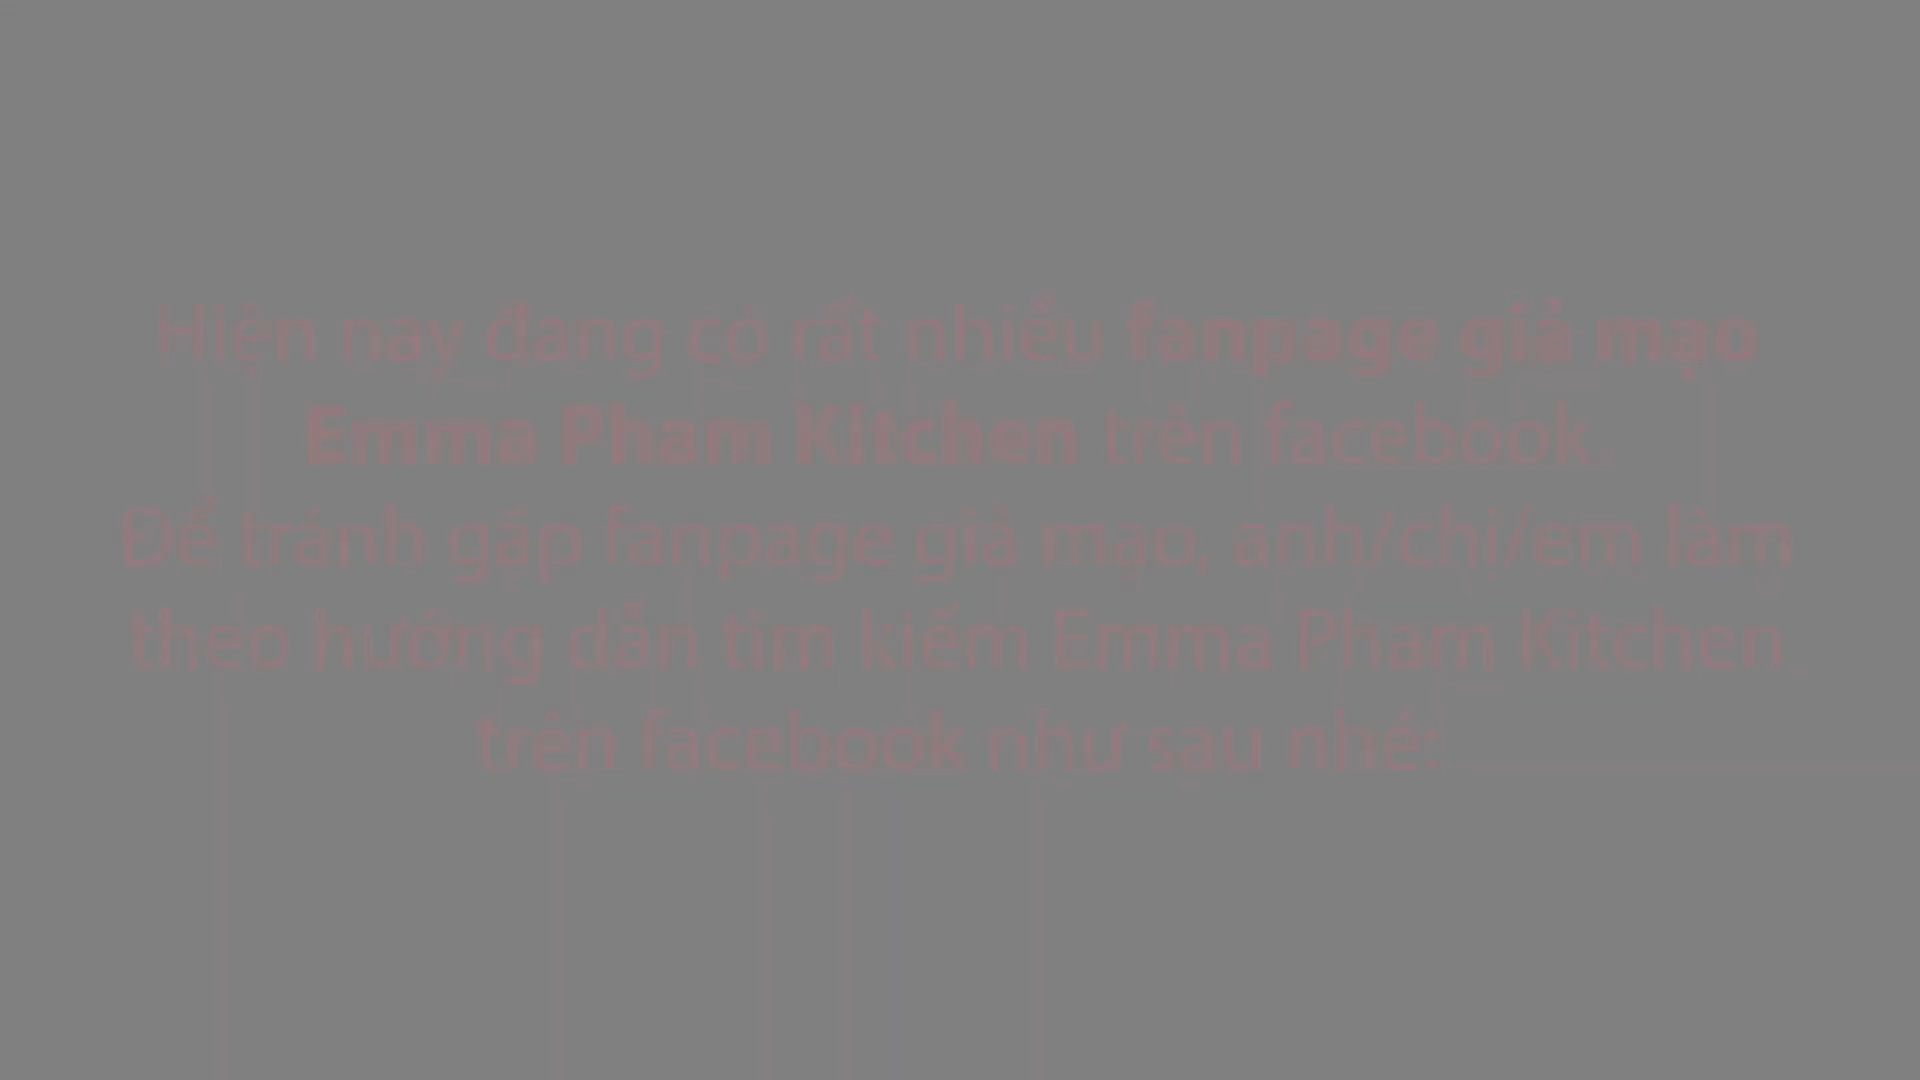 Hiện nay đang có rất nhiều fanpage giả mạo
Emma Pham Kitchen trên facebook.
Để tránh gặp fanpage giả mạo, anh/chị/em làm
theo hướng dẫn tìm kiếm Emma Pham Kitchen
trên facebook như sau nhé!